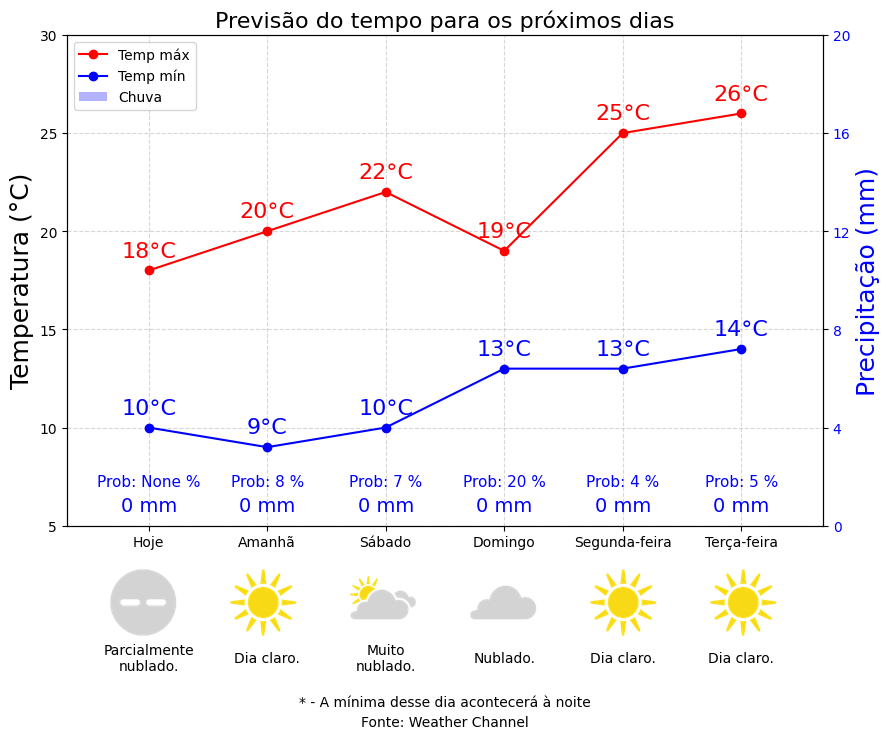 Previsão do tempo para os próximos dias
Temp máx
Temp mín
Chuva
Temperatura (°C)
Precipitação (mm)
30
25
20
15
10
5
20
16
12
8
4
0
18°C
20°C
22°C
19°C
25°C
26°C
10°C
9°C
10°C
13°C
13°C
14°C
Prob: None %
Prob: 8 %
Prob: 7 %
Prob: 20 %
Prob: 4 %
Prob: 5 %
0 mm
0 mm
0 mm
0 mm
0 mm
0 mm
Hoje
Amanhã
Sábado
Domingo
Segunda-feira
Terça-feira
Parcialmente
nublado.
Dia claro.
Muito
nublado.
Nublado.
Dia claro.
Dia claro.
* - A mínima desse dia acontecerá à noite
Fonte: Weather Channel